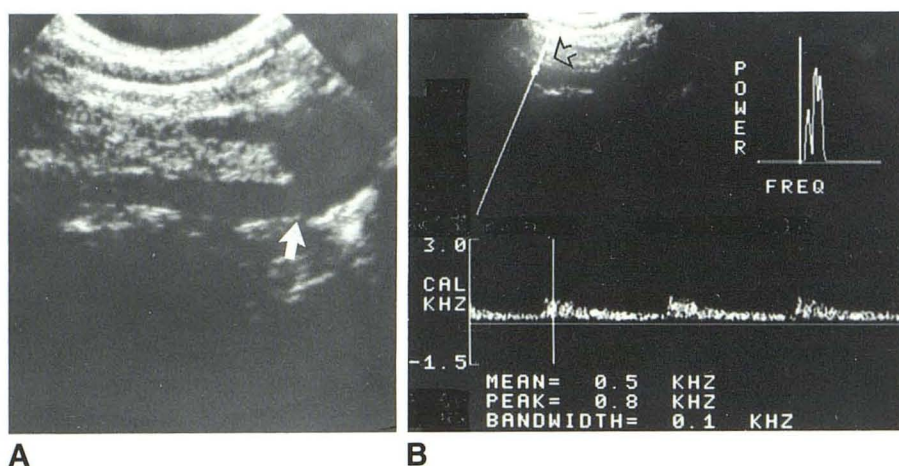 POWER
FREQ
3.0
CAL
KHZ
-1.5
MEAN= 0.5 KHZ
PEAK= 0.8 KHZ
BANDWIDTH= 0.1 KHZ
A
B